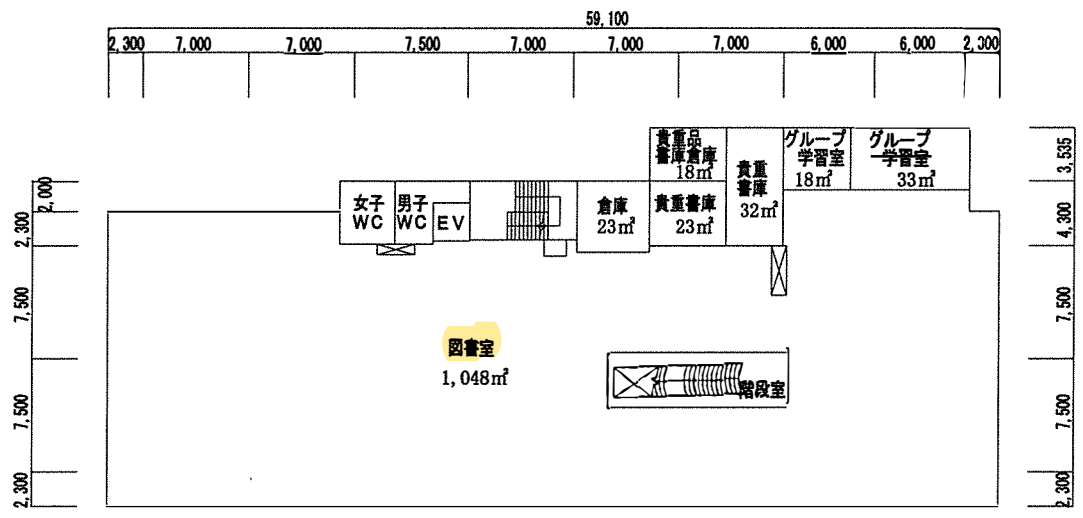 59,100
2,300 7,000 7,000 7,500 7,000 7,000 7,000 6,000 6,000 2,300
貴重品
書庫倉庫
18㎡
貴重
書庫
32㎡
グループ
学習室
18㎡
グループ
学習室
33㎡
女子
WC
男子
WC
EV
倉庫
23㎡
貴重書庫
23㎡
図書室
1,048㎡
階段室
2,000
2,300
7,500
7,500
2,300
3,535
4,300
7,500
7,500
2,300